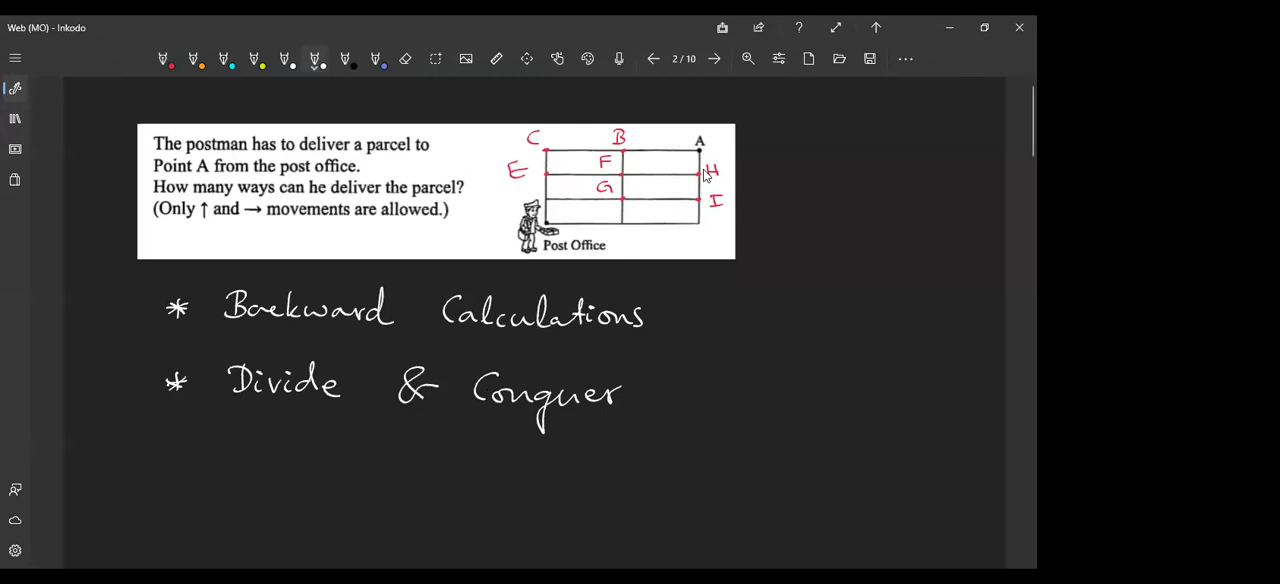 Web (MO) - Inkodo
2/10
The postman has to deliver a parcel to
Point A from the post office.
How many ways can he deliver the parcel?
(Only ↑ and → movements are allowed.)
C B A
E F H
G I
Post Office
* Backward Calculations
* Divide & Conquer